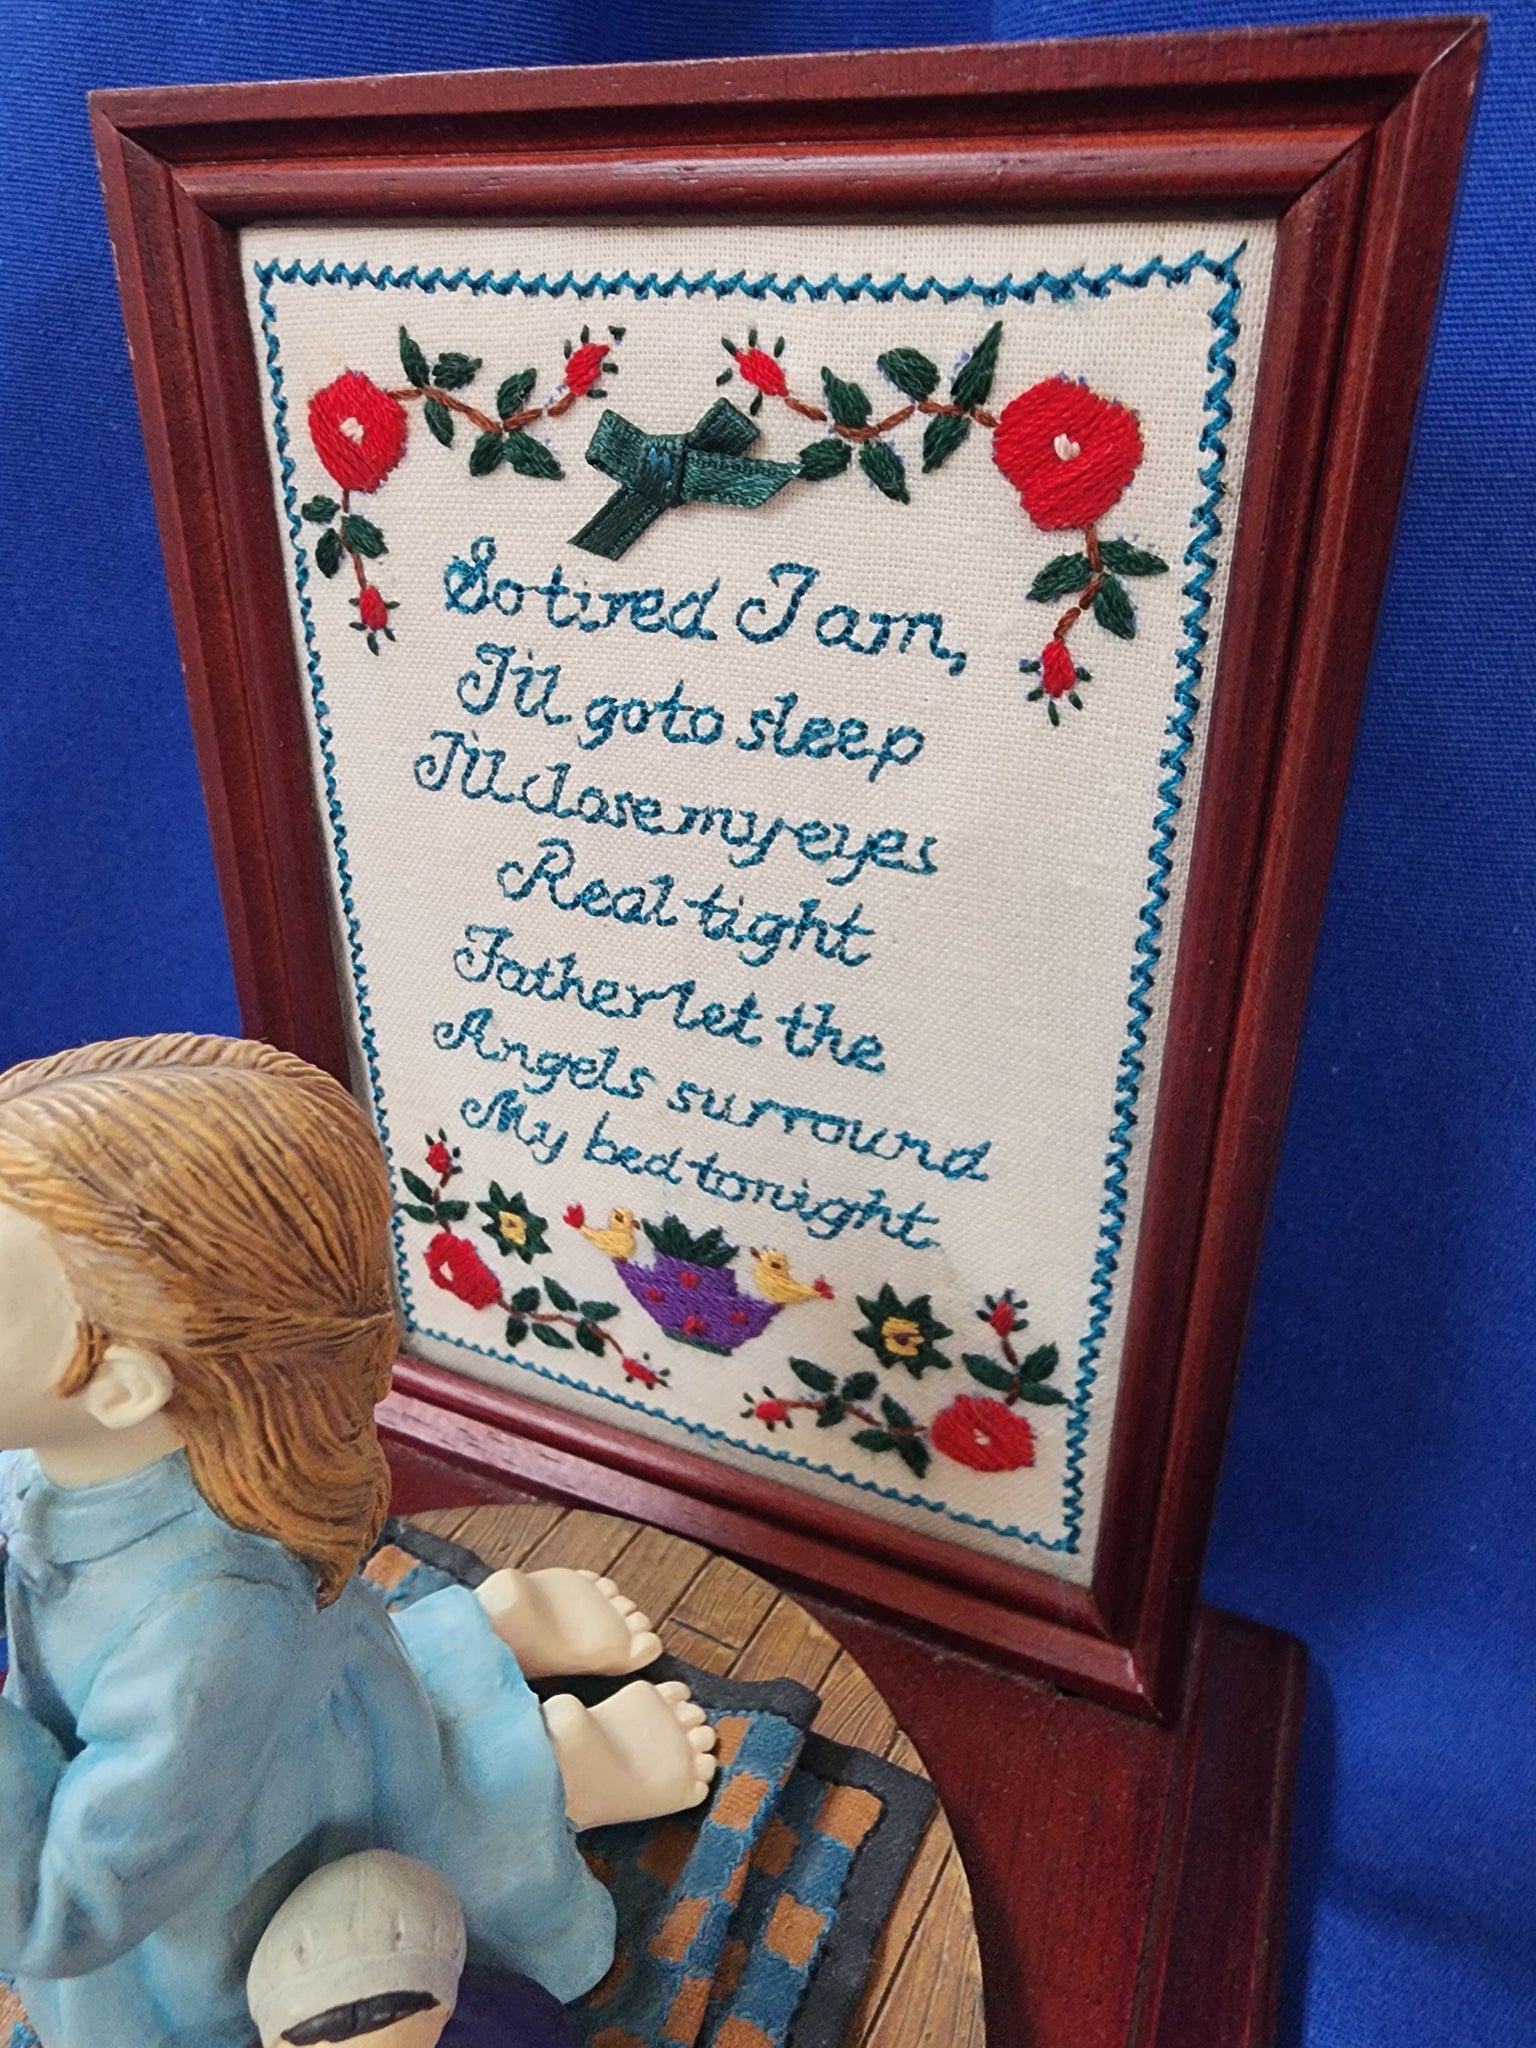 So tired I am,
I'll go to sleep
I'll close my eyes
Real tight
Father let the
Angels surround
My bed tonight